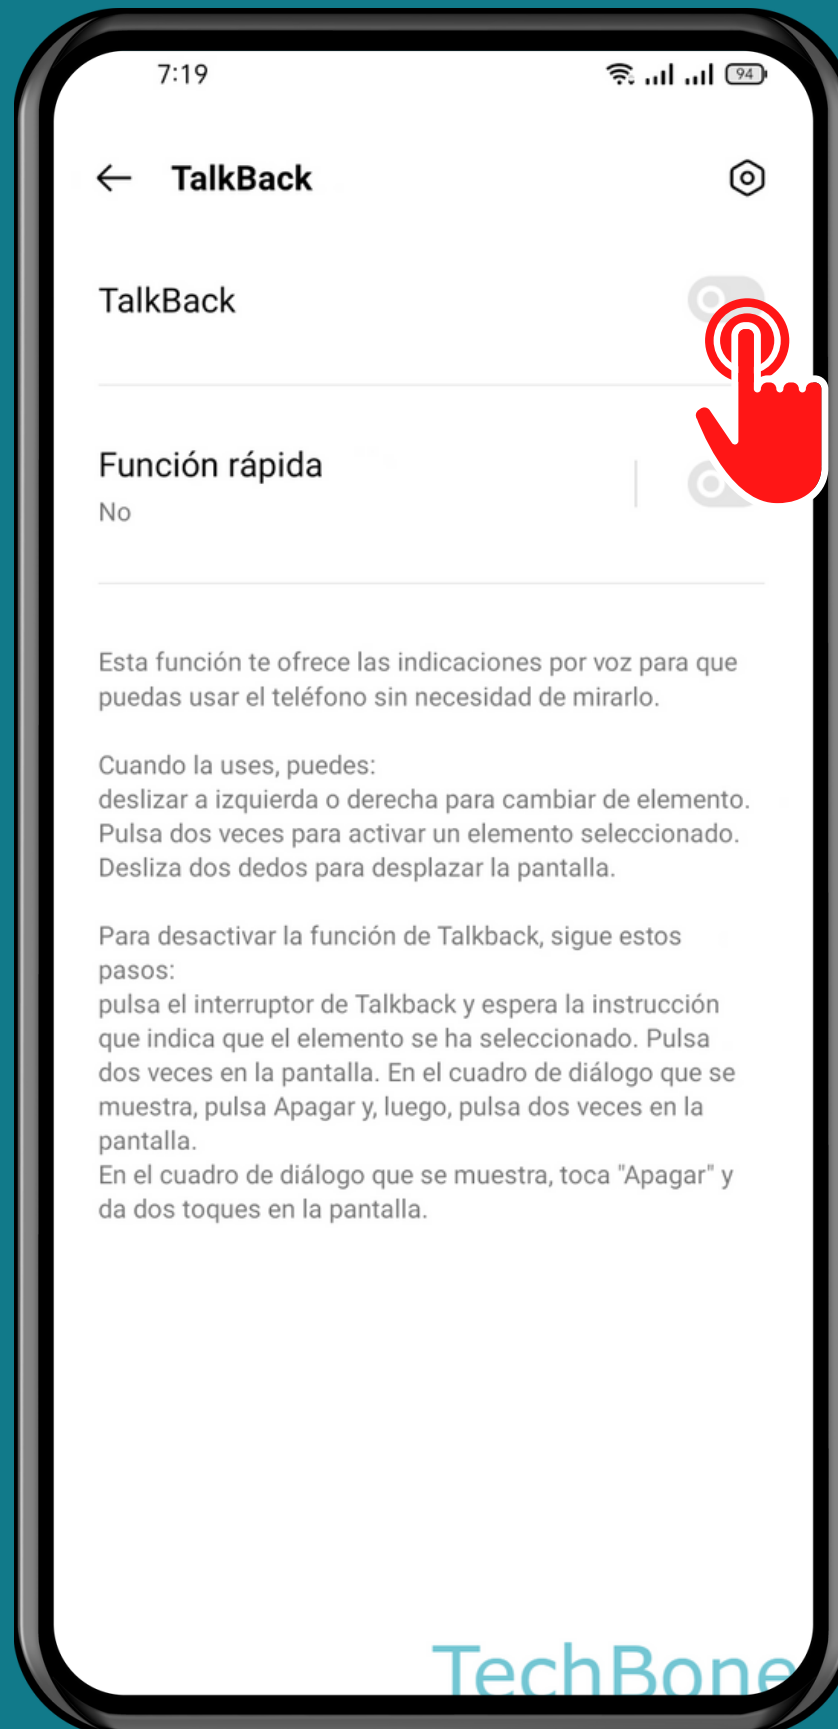 7:19
94
TalkBack
TalkBack
Función rápida
No
Esta función te ofrece las indicaciones por voz para que
puedas usar el teléfono sin necesidad de mirarlo.
Cuando la uses, puedes:
deslizar a izquierda o derecha para cambiar de elemento.
Pulsa dos veces para activar un elemento seleccionado.
Desliza dos dedos para desplazar la pantalla.
Para desactivar la función de Talkback, sigue estos
pasos:
pulsa el interruptor de Talkback y espera la instrucción
que indica que el elemento se ha seleccionado. Pulsa
dos veces en la pantalla. En el cuadro de diálogo que se
muestra, pulsa Apagar y, luego, pulsa dos veces en la
pantalla.
En el cuadro de diálogo que se muestra, toca "Apagar" y
da dos toques en la pantalla.
TechBone